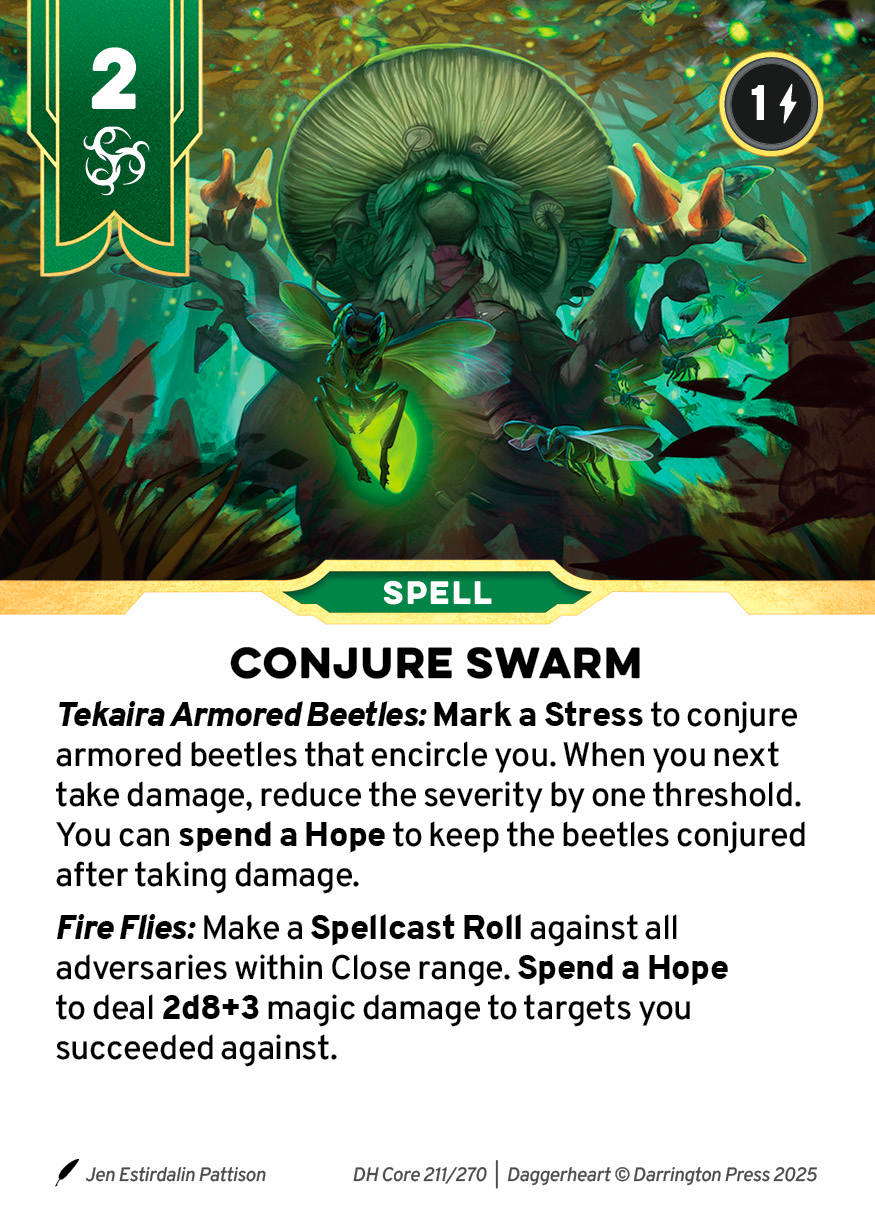 2
1
SPELL
CONJURE SWARM
Tekaira Armored Beetles: Mark a Stress to conjure
armored beetles that encircle you. When you next
take damage, reduce the severity by one threshold.
You can spend a Hope to keep the beetles conjured
after taking damage.
Fire Flies: Make a Spellcast Roll against all
adversaries within Close range. Spend a Hope
to deal 2d8+3 magic damage to targets you
succeeded against.
Jen Estirdalin Pattison
DH Core 211/270 | Daggerheart © Darrington Press 2025